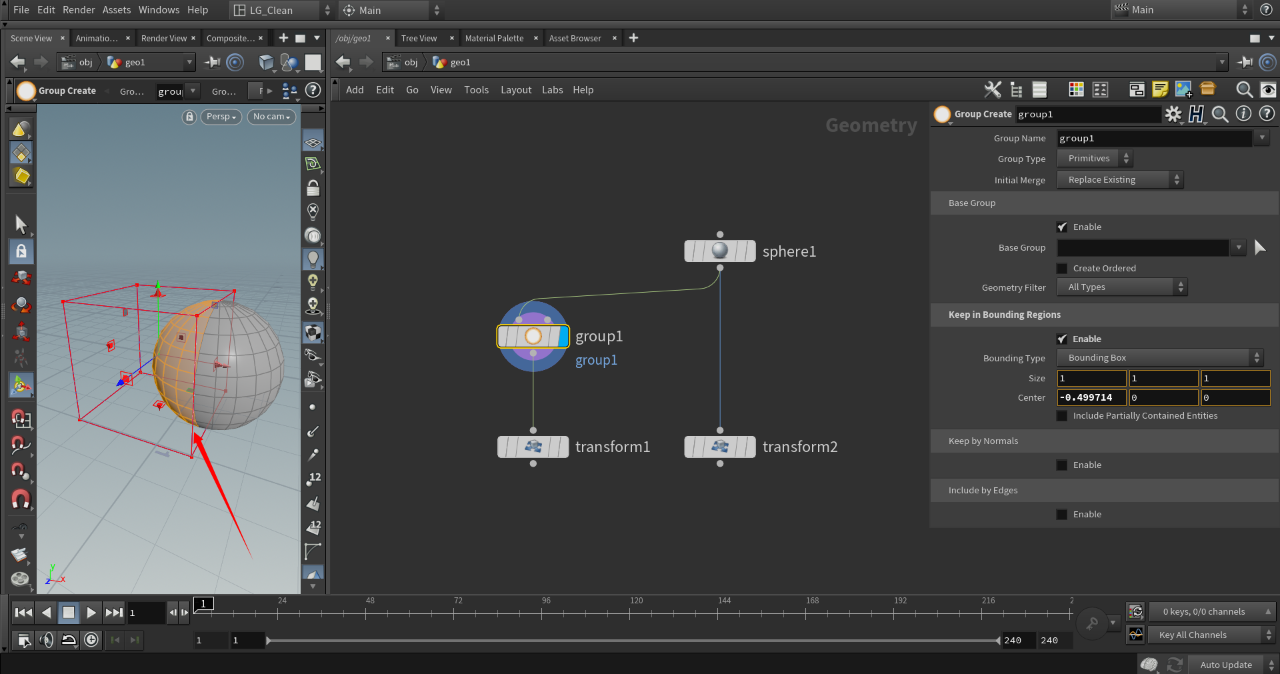 File Edit Render Assets Windows Help LG_Clean Main Main
Scene View Animatio... Render View Composite... /obj/geo1 Tree View Material Palette Asset Browser
obj geo1 obj geo1
Group Create Gro... grou Gro... F
Add Edit Go View Tools Layout Labs Help
Persp No cam
Geometry
Group Create group1
Group Name group1
Group Type Primitives
Initial Merge Replace Existing
Base Group
Enable
Base Group
Create Ordered
Geometry Filter All Types
Keep in Bounding Regions
Enable
Bounding Type Bounding Box
Size 1 1 1
Center -0.499714 0 0
Include Partially Contained Entities
Keep by Normals
Enable
Include by Edges
Enable
sphere1
group1
group1
transform1
transform2
12
12
y
z x
1 1 24 48 72 96 120 144 168 192 216 2
0 keys, 0/0 channels
1 1 240 240
Key All Channels
Auto Update